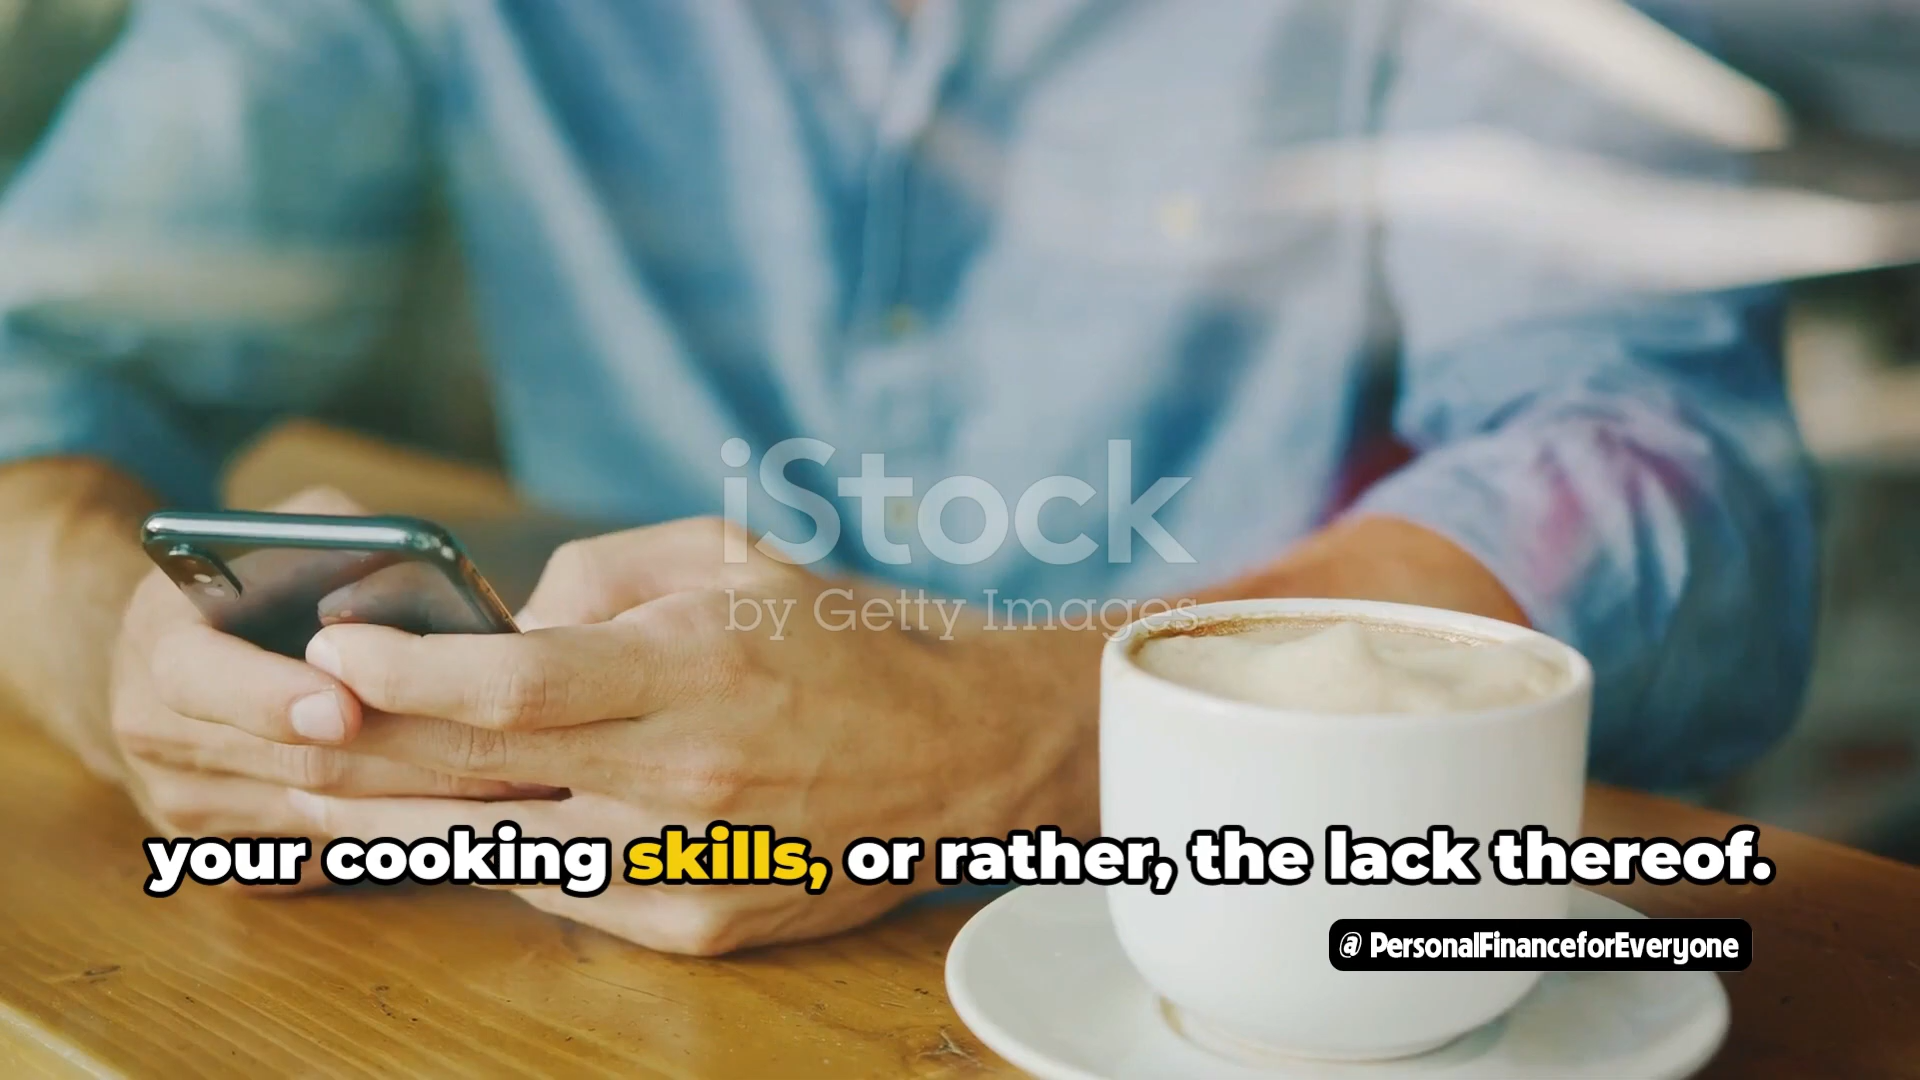 iStock
by Getty Images
your cooking skills, or rather, the lack thereof.
@ PersonalFinanceforEveryone